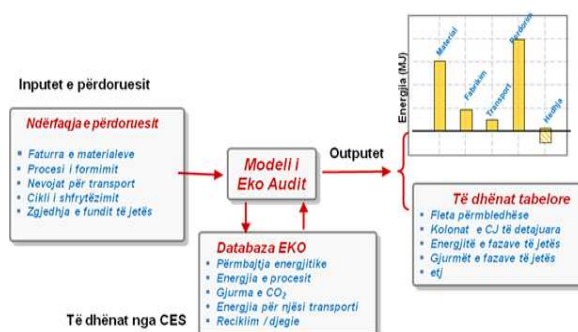 Inputet e përdoruesit
Ndërfaqja e përdoruesit
Faturra e materialeve
Procesi i formimit
Nevojat për transport
Cikli i shfrytëzimit
Zgjedhja e fundit të jetës
Modeli i
Eko Audit
Outputet
Energjia (MJ)
Material
Fabrikim
Transport
Perdorim
Hedhja
Të dhënat tabelore
Fleta përmbledhëse
Kolonat e CJ të detajuara
Energjitë e fazave të jetës
Gjurmët e fazave të jetës
etj
Databaza EKO
Përmbajtja energjitike
Energjia e procesit
Gjurma e CO₂
Energjia për njësi transporti
Reciklim / djegie
Të dhënat nga CES